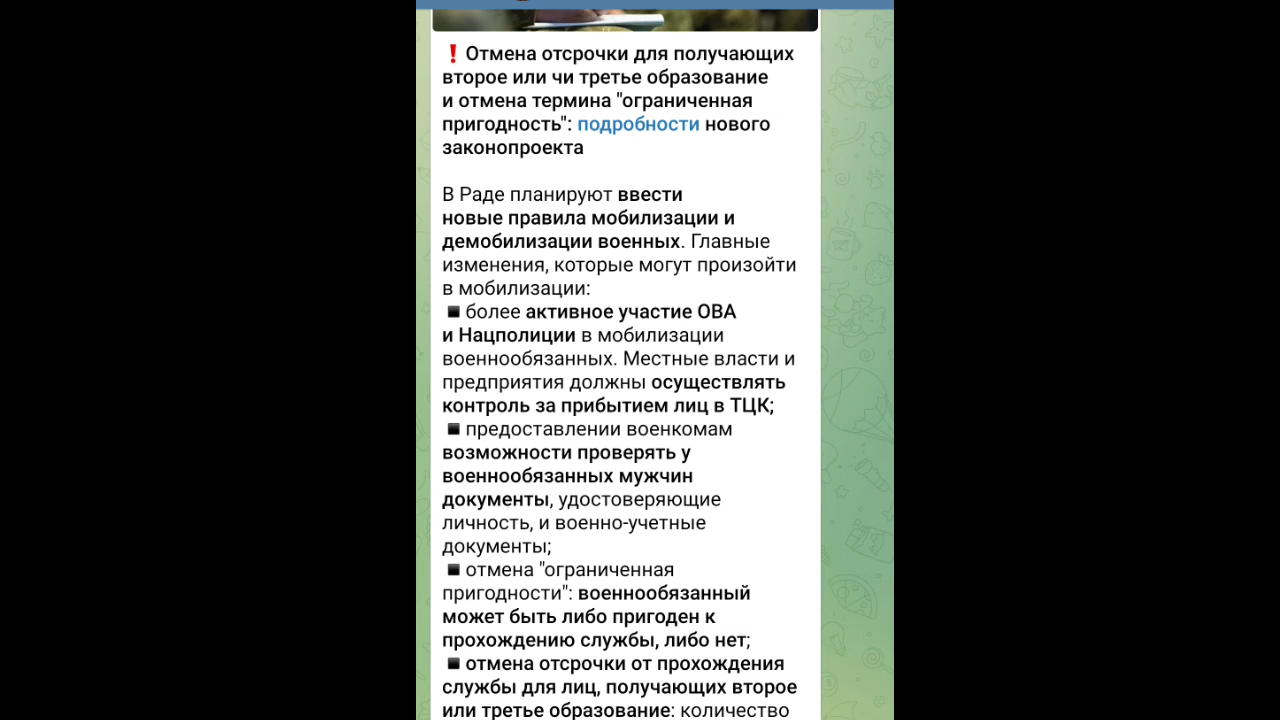 ❗Отмена отсрочки для получающих
второе или чи третье образование
и отмена термина "ограниченная
пригодность": подробности нового
законопроекта
В Раде планируют ввести
новые правила мобилизации и
демобилизации военных. Главные
изменения, которые могут произойти
в мобилизации:
◾более активное участие ОВА
и Нацполиции в мобилизации
военнообязанных. Местные власти и
предприятия должны осуществлять
контроль за прибытием лиц в ТЦК;
◾предоставлении военкомам
возможности проверять у
военнообязанных мужчин
документы, удостоверяющие
личность, и военно-учетные
документы;
◾отмена "ограниченная
пригодности": военнообязанный
может быть либо пригоден к
прохождению службы, либо нет;
◾отмена отсрочки от прохождения
службы для лиц, получающих второе
или третье образование: количество